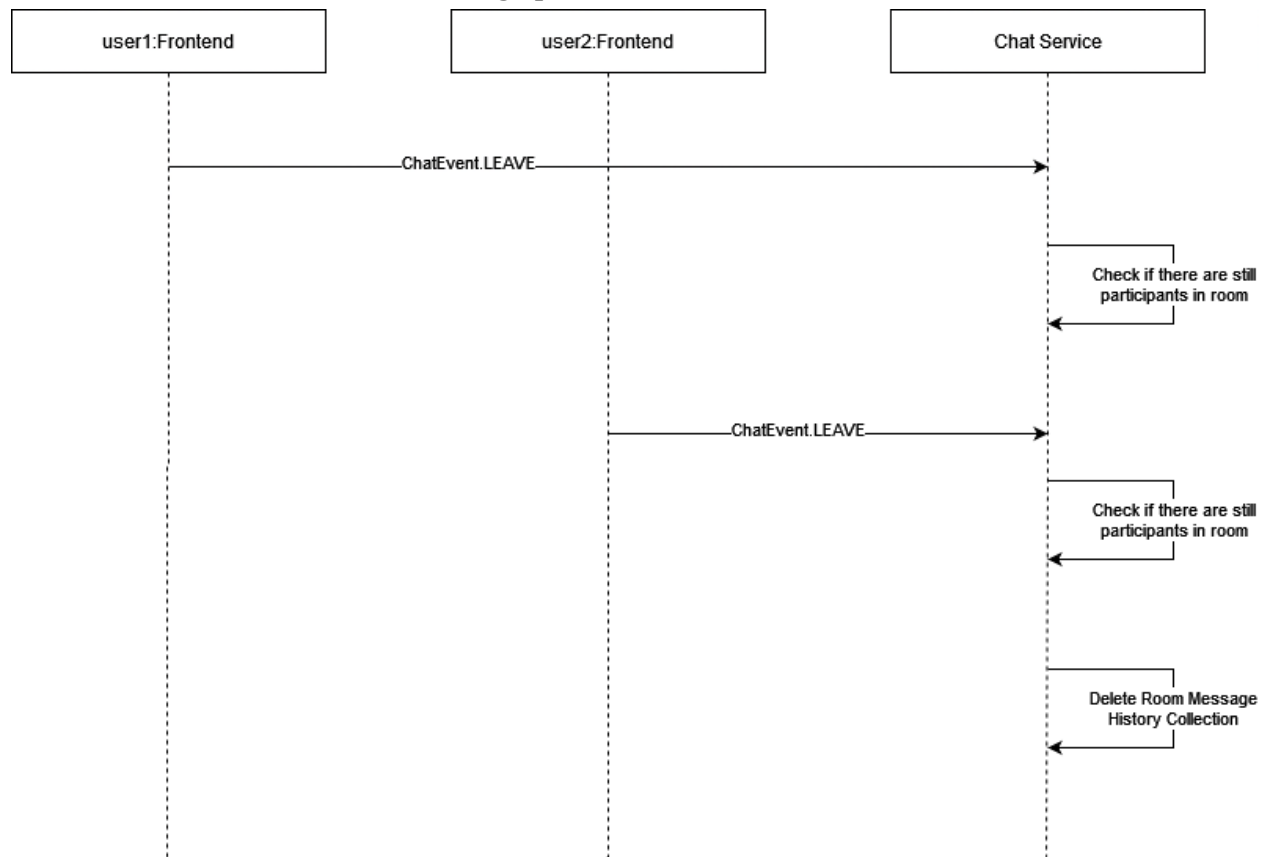 user1:Frontend
user2:Frontend
Chat Service
ChatEvent.LEAVE
Check if there are still
participants in room
ChatEvent.LEAVE
Check if there are still
participants in room
Delete Room Message
History Collection